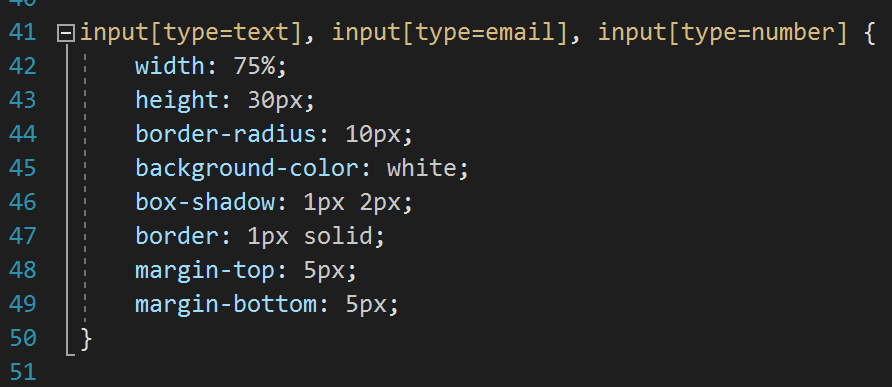 41 input[type=text], input[type=email], input[type=number] {
42 width: 75%;
43 height: 30px;
44 border-radius: 10px;
45 background-color: white;
46 box-shadow: 1px 2px;
47 border: 1px solid;
48 margin-top: 5px;
49 margin-bottom: 5px;
50 }
51